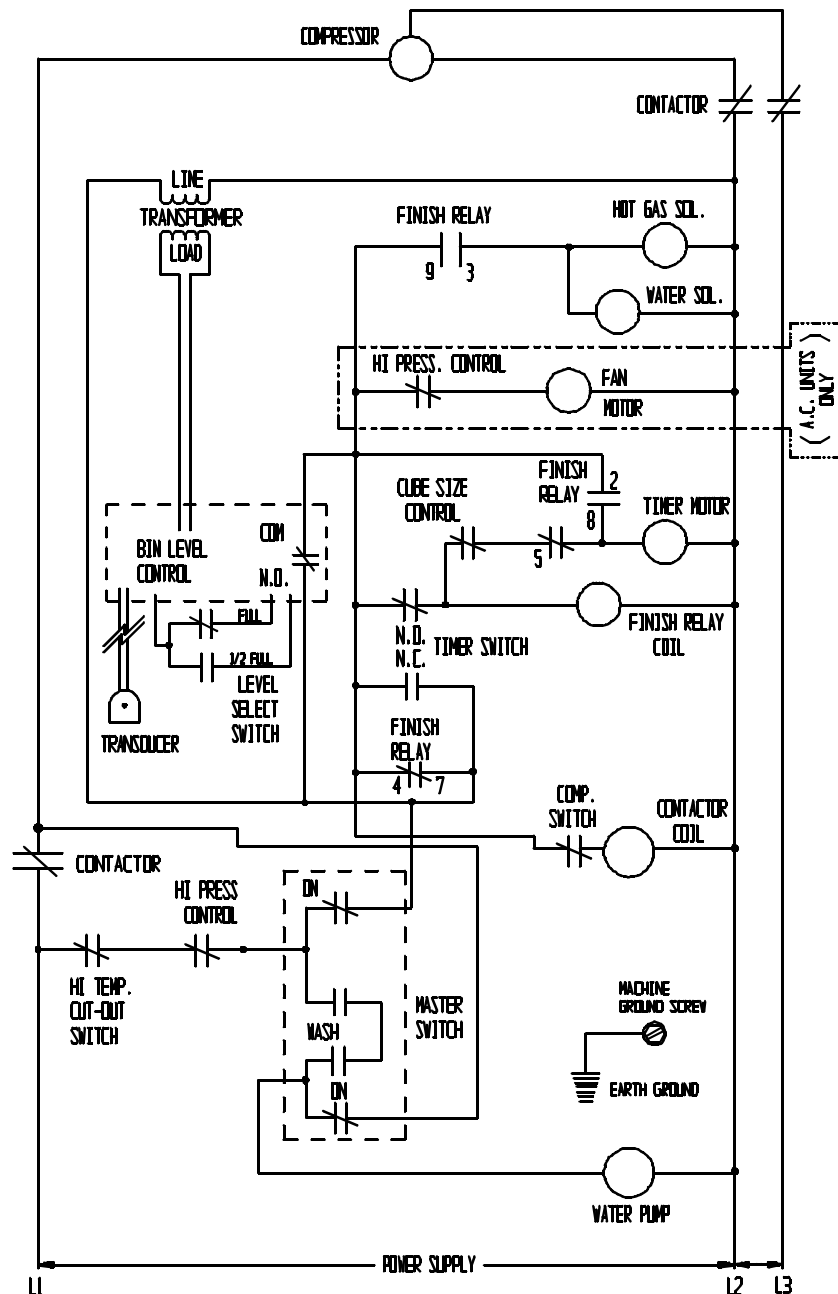 COMPRESSOR
CONTACTOR
LINE
TRANSFORMER
LOAD
FINISH RELAY
9 3
HOT GAS SOL.
WATER SOL.
HI PRESS. CONTROL
FAN
MOTOR
( A.C. UNITS )
ONLY
CUBE SIZE
CONTROL
FINISH
RELAY
2
8
5
TIMER MOTOR
BIN LEVEL
CONTROL
COM
N.O.
FULL
1/2 FULL
LEVEL
SELECT
SWITCH
TRANSDUCER
N.O.
N.C.
TIMER SWITCH
FINISH RELAY
COIL
FINISH
RELAY
4 7
COMP.
SWITCH
CONTACTOR
COIL
CONTACTOR
HI PRESS
CONTROL
ON
HI TEMP.
CUT-OUT
SWITCH
WASH
MASTER
SWITCH
ON
MACHINE
GROUND SCREW
EARTH GROUND
WATER PUMP
POWER SUPPLY
L1 L2 L3